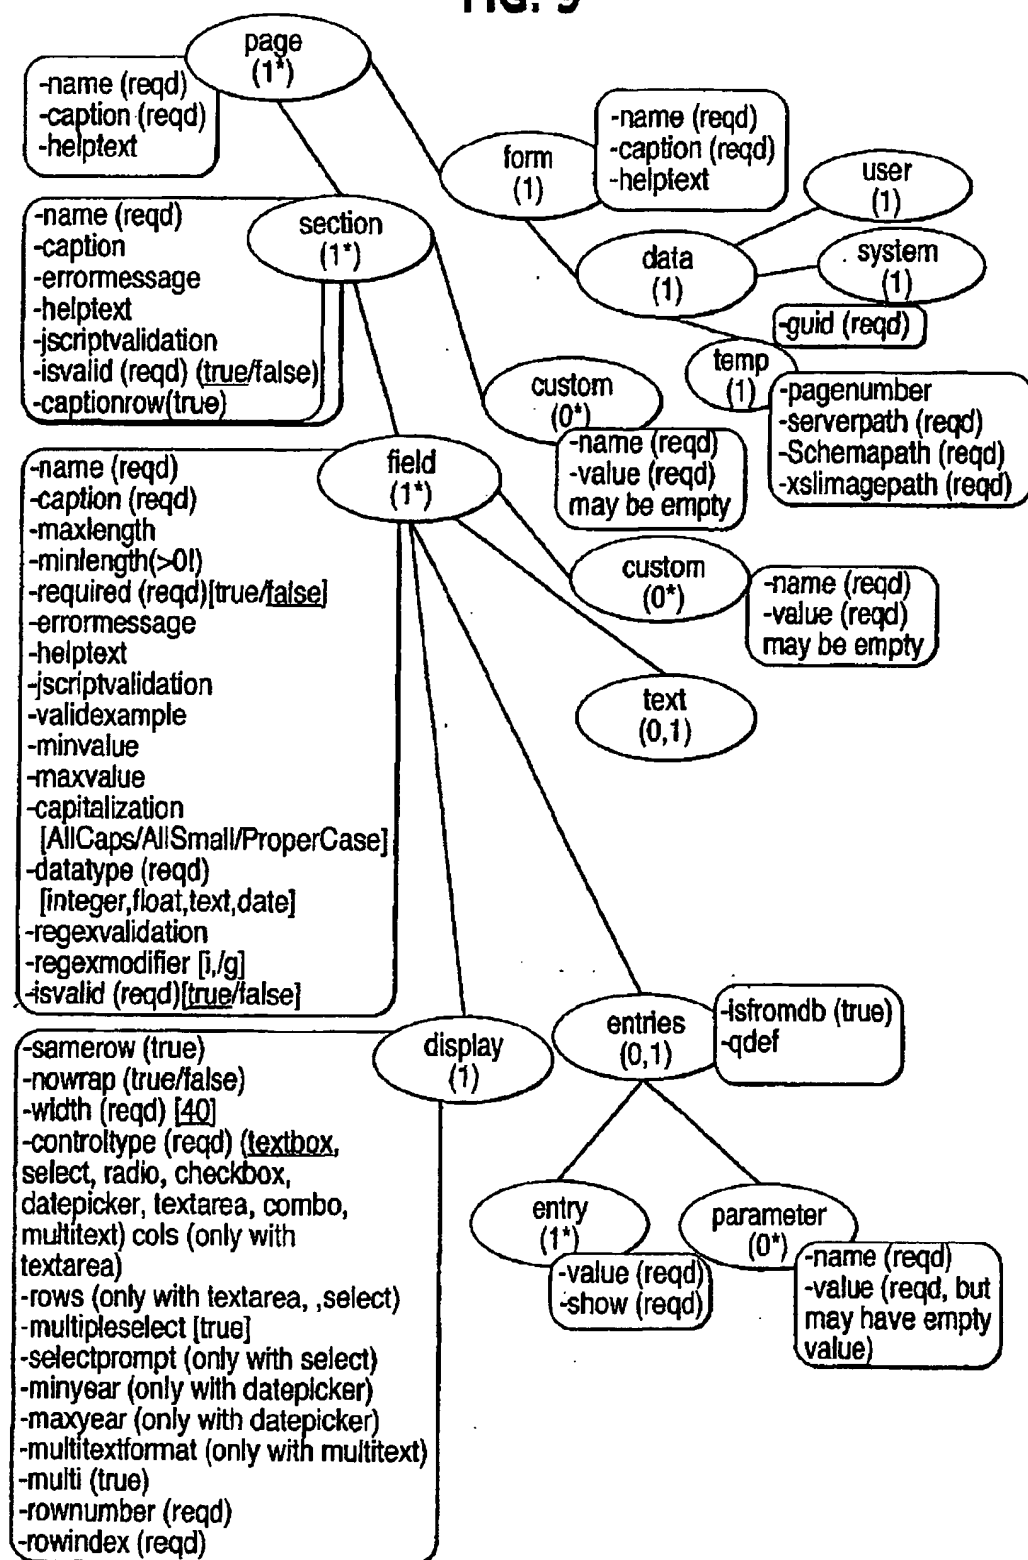 FIG. 9
page
(1*)
-name (reqd)
-caption (reqd)
-helptext
form
(1)
-name (reqd)
-caption (reqd)
-helptext
user
(1)
section
(1*)
-name (reqd)
-caption
-errormessage
-helptext
-jscriptvalidation
-isvalid (reqd) (true/false)
-captionrow(true)
data
(1)
system
(1)
-guid (reqd)
temp
(1)
-pagenumber
-serverpath (reqd)
-Schemapath (reqd)
-xslimagepath (reqd)
custom
(0*)
-name (reqd)
-value (reqd)
may be empty
field
(1*)
-name (reqd)
-caption (reqd)
-maxlength
-minlength(>0!)
-required (reqd)[true/false]
-errormessage
-helptext
-jscriptvalidation
-validexample
-minvalue
-maxvalue
-capitalization
[AllCaps/AllSmall/ProperCase]
-datatype (reqd)
[integer,float,text,date]
-regexvalidation
-regexmodifier [i,/g]
-isvalid (reqd)[true/false]
custom
(0*)
-name (reqd)
-value (reqd)
may be empty
text
(0,1)
display
(1)
-samerow (true)
-nowrap (true/false)
-width (reqd) [40]
-controltype (reqd) (textbox,
select, radio, checkbox,
datepicker, textarea, combo,
multitext) cols (only with
textarea)
-rows (only with textarea, ,select)
-multipleselect [true]
-selectprompt (only with select)
-minyear (only with datepicker)
-maxyear (only with datepicker)
-multitextformat (only with multitext)
-multi (true)
-rownumber (reqd)
-rowindex (reqd)
entries
(0,1)
-isfromdb (true)
-qdef
entry
(1*)
-value (reqd)
-show (reqd)
parameter
(0*)
-name (reqd)
-value (reqd, but
may have empty
value)